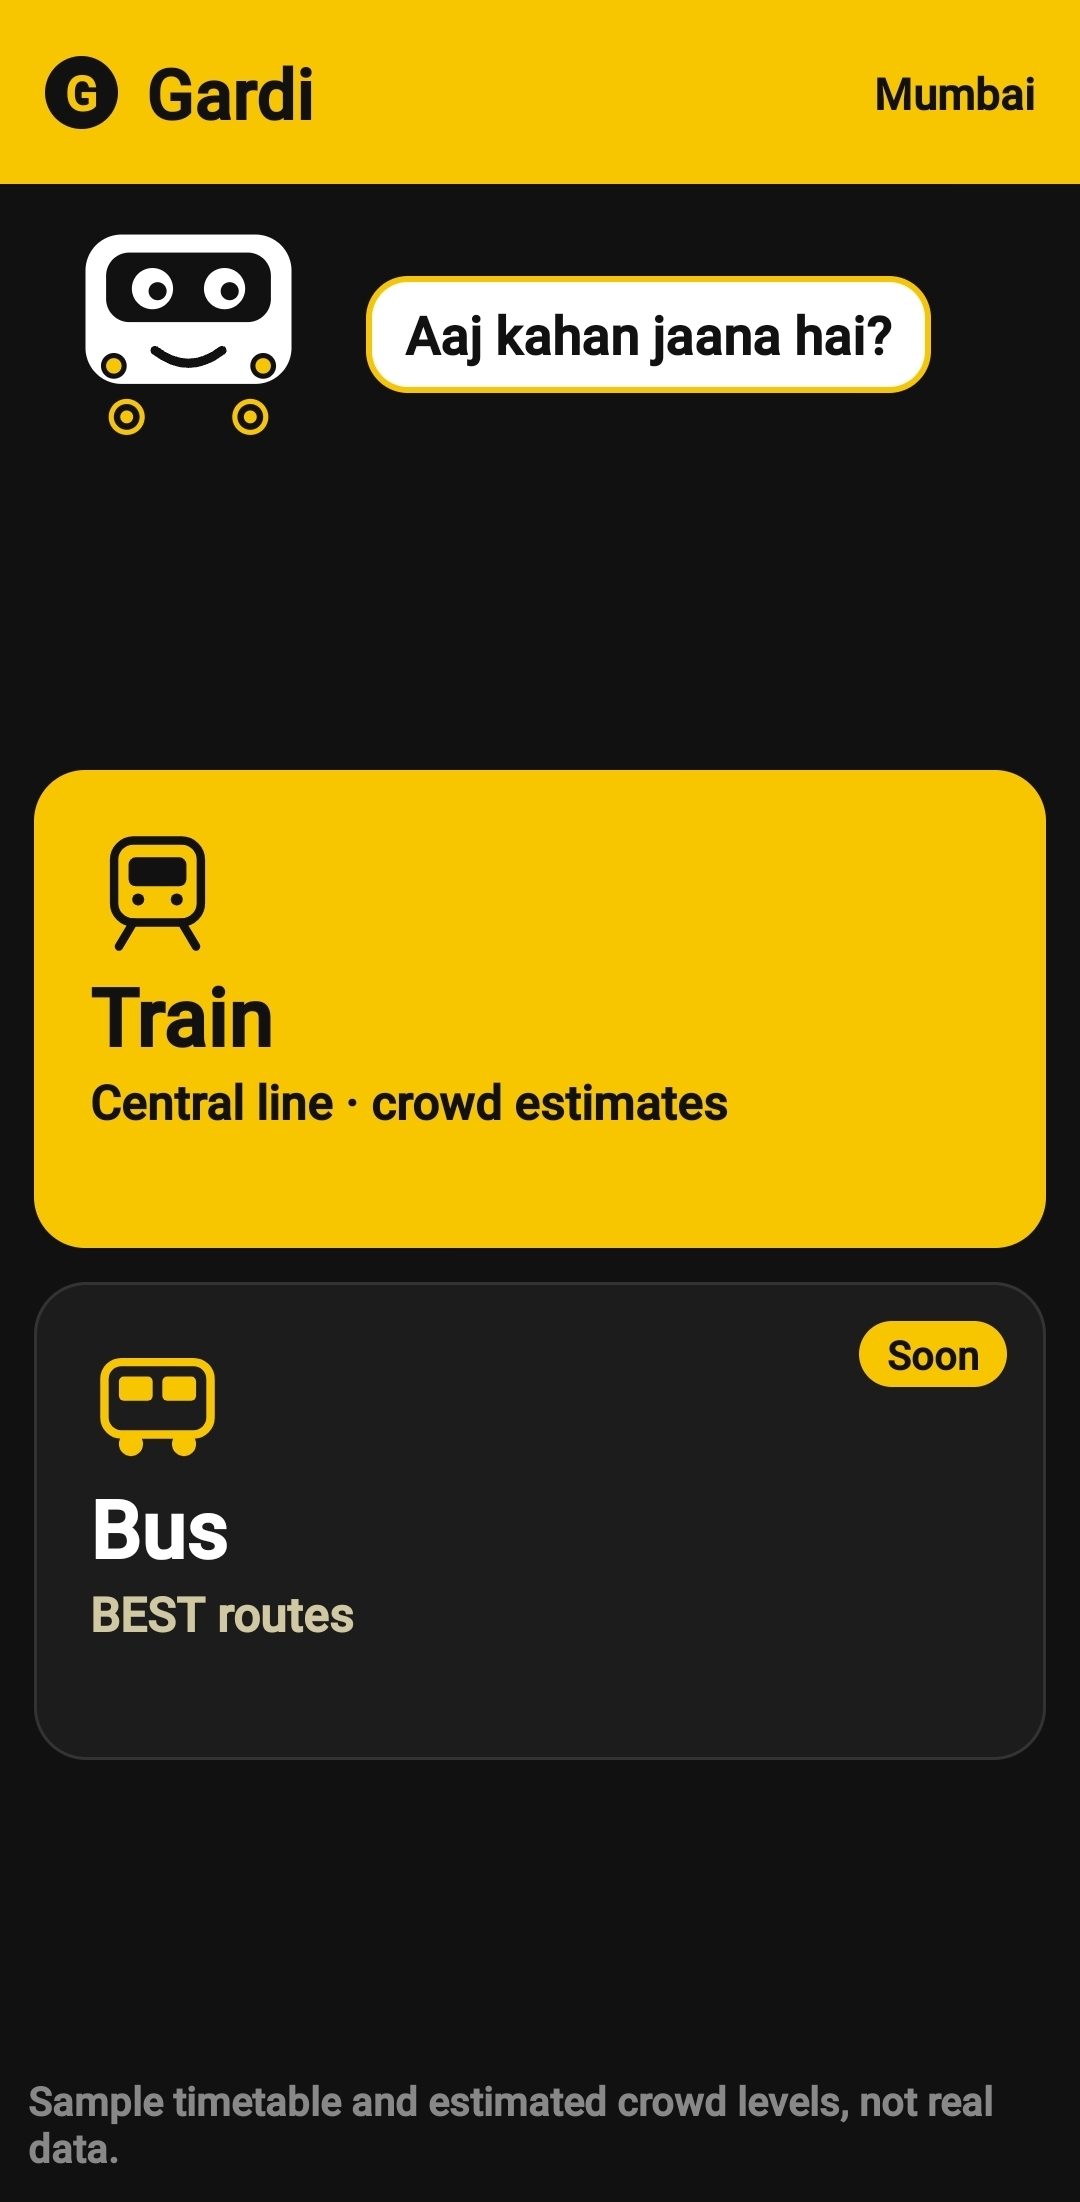 G Gardi
Mumbai
Aaj kahan jaana hai?
Train
Central line · crowd estimates
Soon
Bus
BEST routes
Sample timetable and estimated crowd levels, not real
data.